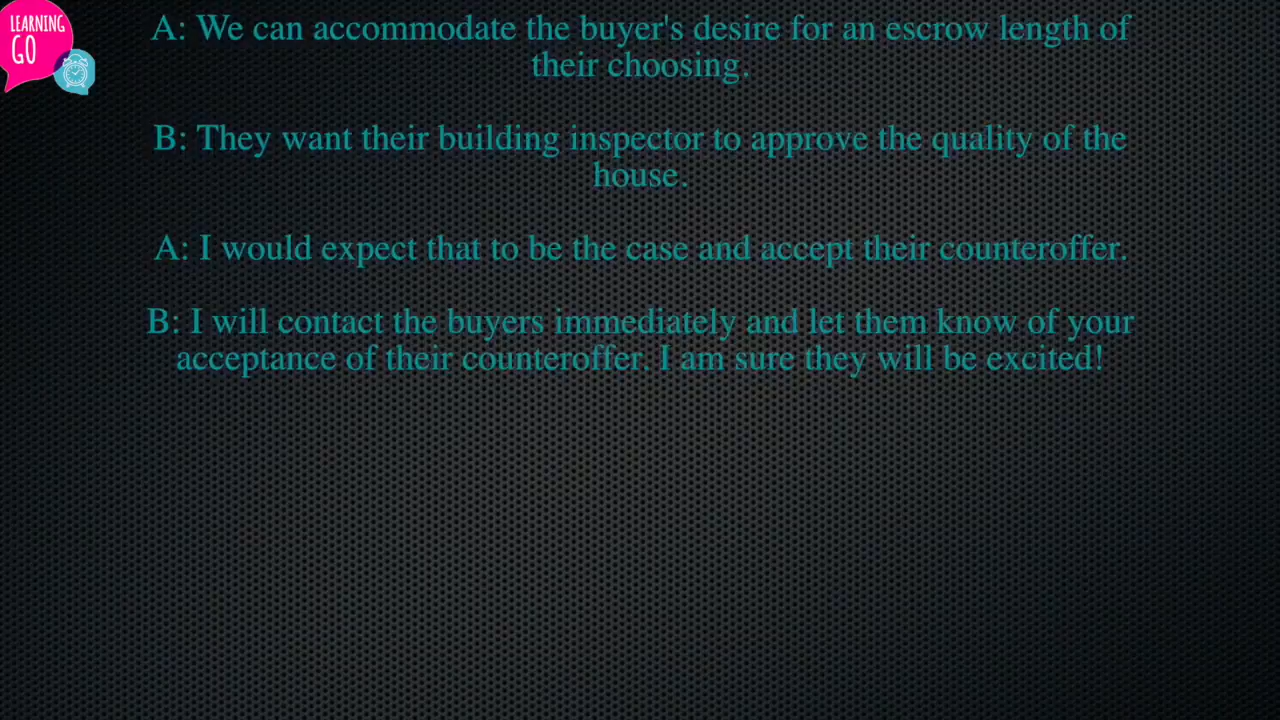 LEARNING
GO
A: We can accommodate the buyer's desire for an escrow length of
their choosing.
B: They want their building inspector to approve the quality of the
house.
A: I would expect that to be the case and accept their counteroffer.
B: I will contact the buyers immediately and let them know of your
acceptance of their counteroffer. I am sure they will be excited!